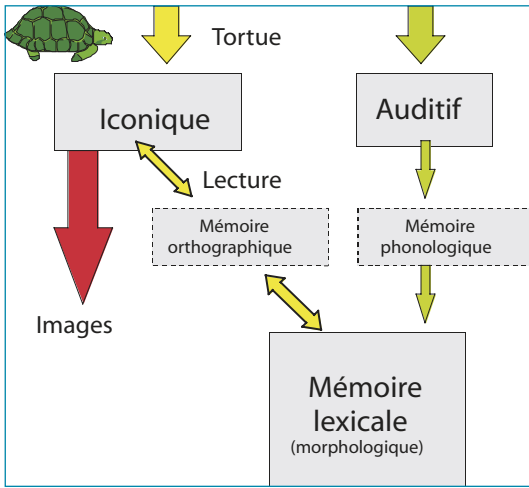 Tortue
Iconique
Auditif
Lecture
Mémoire
orthographique
Mémoire
phonologique
Images
Mémoire
lexicale
(morphologique)